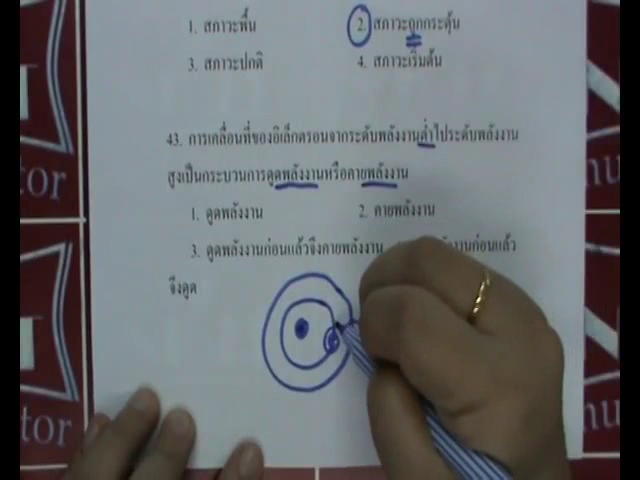 1. สภาวะพื้น 2. สภาวะถูกกระตุ้น
3. สภาวะปกติ 4. สภาวะเริ่มต้น
43. การเคลื่อนที่ของอิเล็กตรอนจากระดับพลังงานต่ำไประดับพลังงาน
สูงเป็นกระบวนการดูดพลังงานหรือคายพลังงาน
1. ดูดพลังงาน 2. คายพลังงาน
3. ดูดพลังงานก่อนแล้วจึงคายพลังงาน งานก่อนแล้ว
จึงดูด
tor
tor